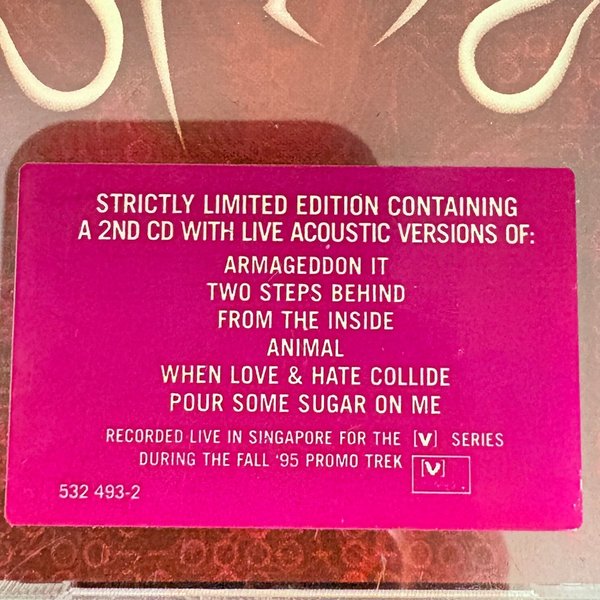 STRICTLY LIMITED EDITION CONTAINING
A 2ND CD WITH LIVE ACOUSTIC VERSIONS OF:
ARMAGEDDON IT
TWO STEPS BEHIND
FROM THE INSIDE
ANIMAL
WHEN LOVE & HATE COLLIDE
POUR SOME SUGAR ON ME
RECORDED LIVE IN SINGAPORE FOR THE [V] SERIES
DURING THE FALL '95 PROMO TREK [V]
532 493-2